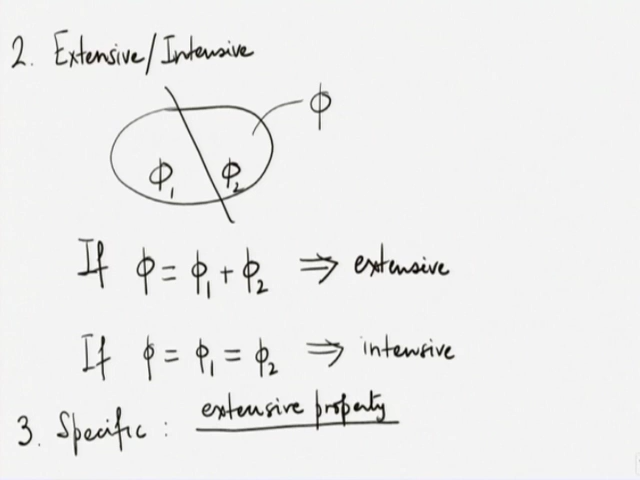 2. Extensive/Intensive
ϕ
ϕ₁ ϕ₂
If ϕ = ϕ₁ + ϕ₂ ⇒ extensive
If ϕ = ϕ₁ = ϕ₂ ⇒ intensive
3. Specific : extensive property